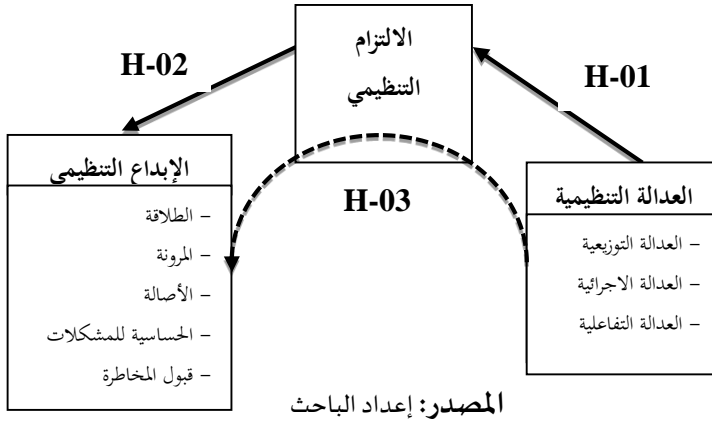 الالتزام
التنظيمي
H-01
H-02
العدالة التنظيمية
– العدالة التوزيعية
– العدالة الاجرائية
– العدالة التفاعلية
H-03
الإبداع التنظيمي
– الطلاقة
– المرونة
– الأصالة
– الحساسية للمشكلات
– قبول المخاطرة
المصدر: إعداد الباحث